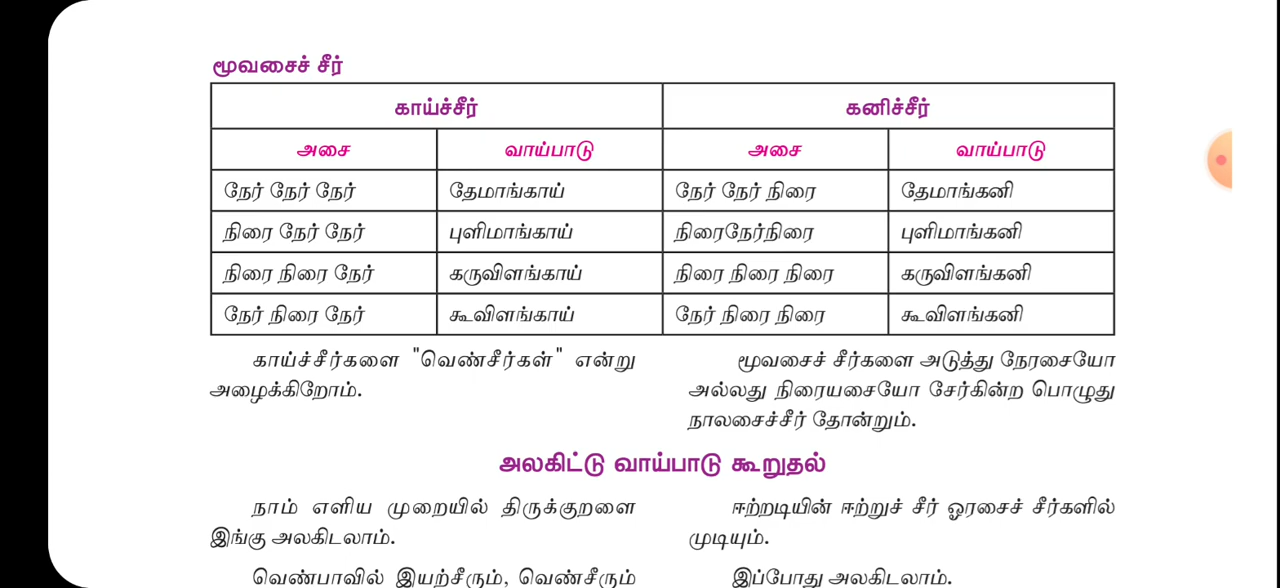 மூவசைச் சீர்
காய்ச்சீர் கனிச்சீர்
அசை வாய்பாடு அசை வாய்பாடு
நேர் நேர் நேர் தேமாங்காய் நேர் நேர் நிரை தேமாங்கனி
நிரை நேர் நேர் புளிமாங்காய் நிரைநேர்நிரை புளிமாங்கனி
நிரை நிரை நேர் கருவிளங்காய் நிரை நிரை நிரை கருவிளங்கனி
நேர் நிரை நேர் கூவிளங்காய் நேர் நிரை நிரை கூவிளங்கனி
காய்ச்சீர்களை "வெண்சீர்கள்" என்று
அழைக்கிறோம்.
மூவசைச் சீர்களை அடுத்து நேரசையோ
அல்லது நிரையசையோ சேர்கின்ற பொழுது
நாலசைச்சீர் தோன்றும்.
அலகிட்டு வாய்பாடு கூறுதல்
நாம் எளிய முறையில் திருக்குறளை
இங்கு அலகிடலாம்.
வெண்பாவில் இயற்சீரும், வெண்சீரும்
ஈற்றடியின் ஈற்றுச் சீர் ஓரசைச் சீர்களில்
முடியும்.
இப்போது அலகிடலாம்.